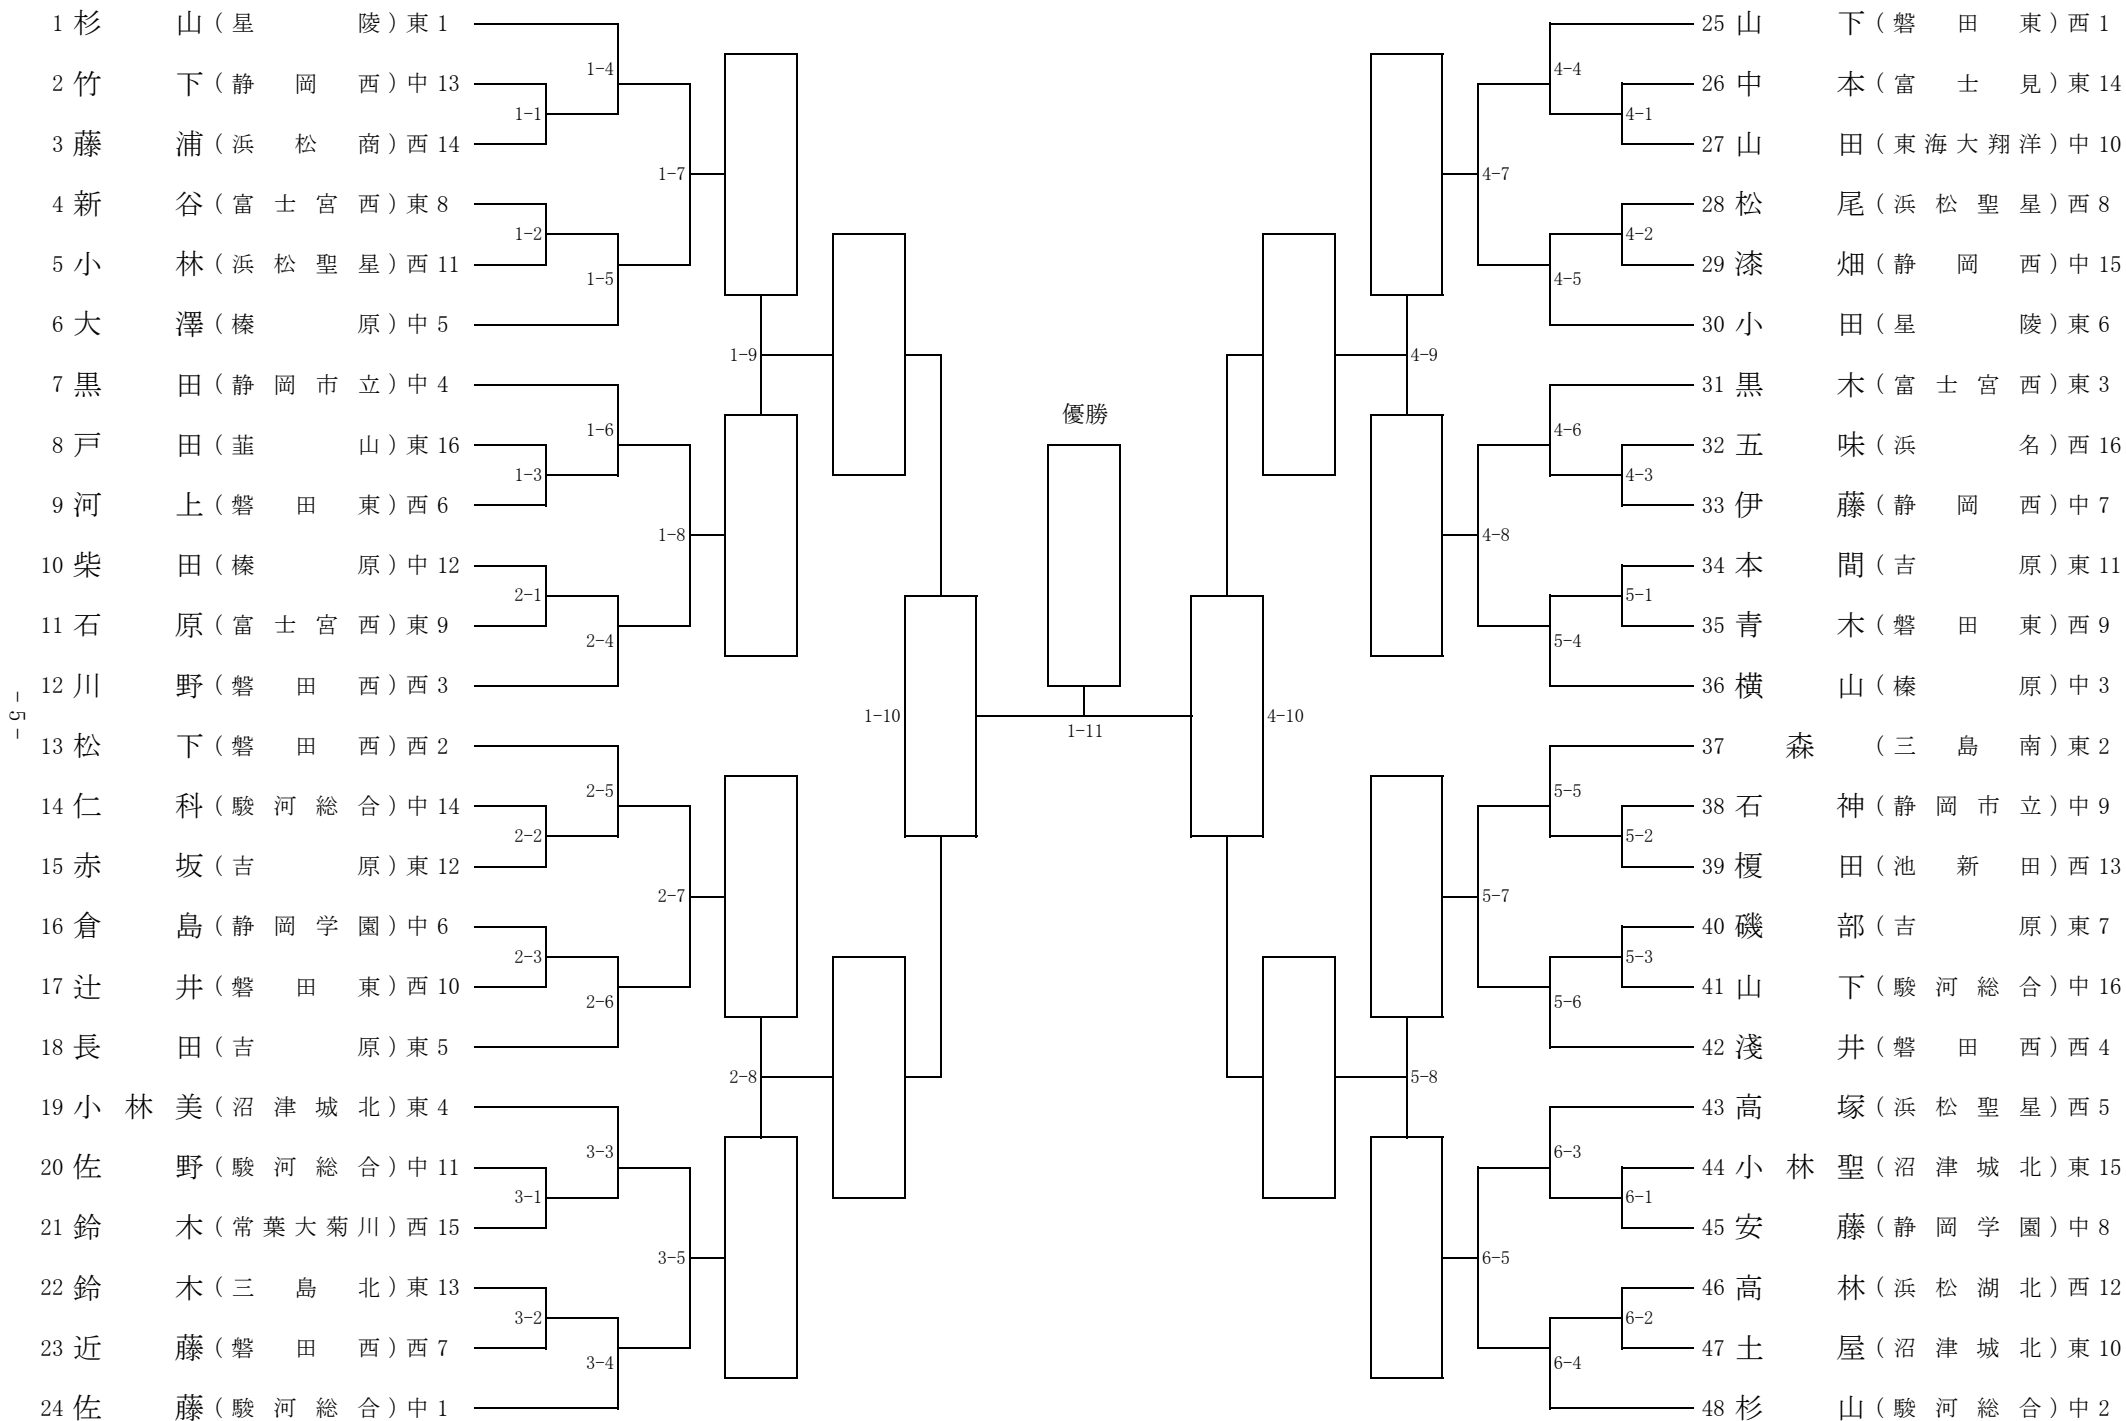 1 杉山（星陵）東 1
1-4
2 竹下（静岡西）中 13
1-1
3 藤浦（浜松商）西 14
1-7
4 新谷（富士宮西）東 8
1-2
5 小林（浜松聖星）西 11
1-5
6 大澤（榛原）中 5
1-9
7 黒田（静岡市立）中 4
1-6
8 戸田（韮山）東 16
1-3
9 河上（磐田東）西 6
1-8
10 柴田（榛原）中 12
2-1
11 石原（富士宮西）東 9
2-4
12 川野（磐田西）西 3
1-10
13 松下（磐田西）西 2
2-5
14 仁科（駿河総合）中 14
2-2
15 赤坂（吉原）東 12
2-7
16 倉島（静岡学園）中 6
2-3
17 辻井（磐田東）西 10
2-6
18 長田（吉原）東 5
2-8
19 小林美（沼津城北）東 4
3-3
20 佐野（駿河総合）中 11
3-1
21 鈴木（常葉大菊川）西 15
3-5
22 鈴木（三島北）東 13
3-2
23 近藤（磐田西）西 7
3-4
24 佐藤（駿河総合）中 1
優勝
1-11
25 山下（磐田東）西 1
4-4
26 中本（富士見）東 14
4-1
27 山田（東海大翔洋）中 10
4-7
28 松尾（浜松聖星）西 8
4-2
29 漆畑（静岡西）中 15
4-5
30 小田（星陵）東 6
4-9
31 黒木（富士宮西）東 3
4-6
32 五味（浜名）西 16
4-3
33 伊藤（静岡西）中 7
4-8
34 本間（吉原）東 11
5-1
35 青木（磐田東）西 9
5-4
36 横山（榛原）中 3
4-10
37 森（三島南）東 2
5-5
38 石神（静岡市立）中 9
5-2
39 榎田（池新田）西 13
5-7
40 磯部（吉原）東 7
5-3
41 山下（駿河総合）中 16
5-6
42 淺井（磐田西）西 4
5-8
43 高塚（浜松聖星）西 5
6-3
44 小林聖（沼津城北）東 15
6-1
45 安藤（静岡学園）中 8
6-5
46 高林（浜松湖北）西 12
6-2
47 土屋（沼津城北）東 10
6-4
48 杉山（駿河総合）中 2
- 5 -